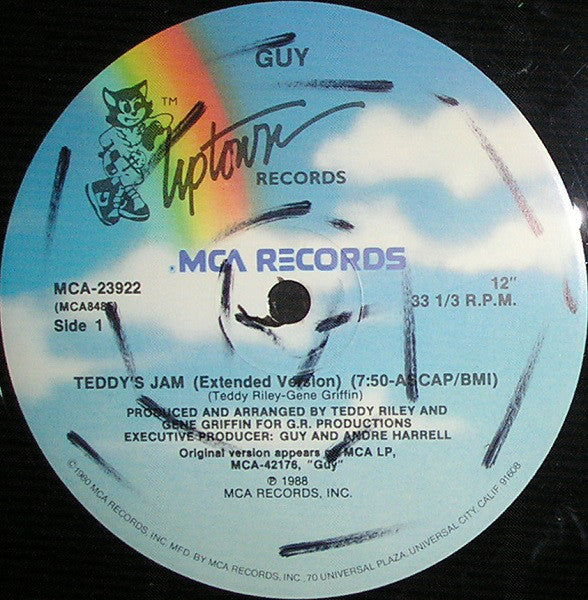 GUY
TM
Uptown
RECORDS
MCA RECORDS
MCA-23922
(MCA8485)
Side 1
12"
33 1/3 R.P.M.
TEDDY'S JAM (Extended Version) (7:50-ASCAP/BMI)
(Teddy Riley-Gene Griffin)
PRODUCED AND ARRANGED BY TEDDY RILEY AND
GENE GRIFFIN FOR G.R. PRODUCTIONS
EXECUTIVE PRODUCER: GUY AND ANDRE HARRELL
Original version appears on MCA LP,
MCA-42176, "Guy"
℗ 1988
MCA RECORDS, INC.
©1980 MCA RECORDS, INC. MFD. BY MCA RECORDS, INC., 70 UNIVERSAL PLAZA, UNIVERSAL CITY, CALIF. 91608